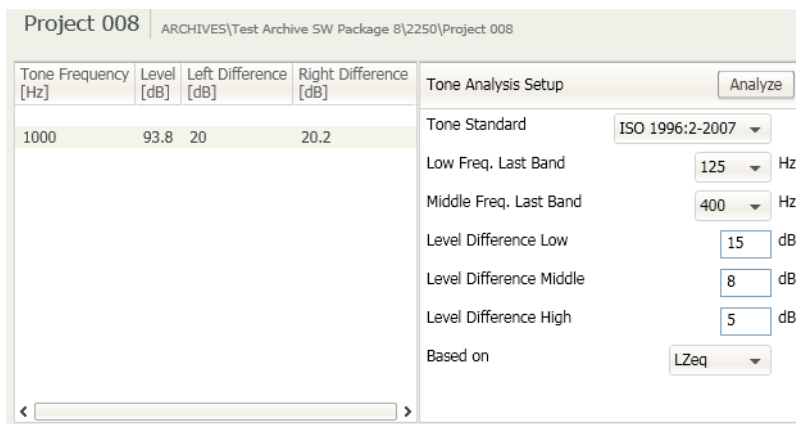 Project 008
ARCHIVES\Test Archive SW Package 8\2250\Project 008
Tone Frequency [Hz]
Level [dB]
Left Difference [dB]
Right Difference [dB]
1000 93.8 20 20.2
Tone Analysis Setup Analyze
Tone Standard ISO 1996:2-2007
Low Freq. Last Band 125 Hz
Middle Freq. Last Band 400 Hz
Level Difference Low 15 dB
Level Difference Middle 8 dB
Level Difference High 5 dB
Based on LZeq